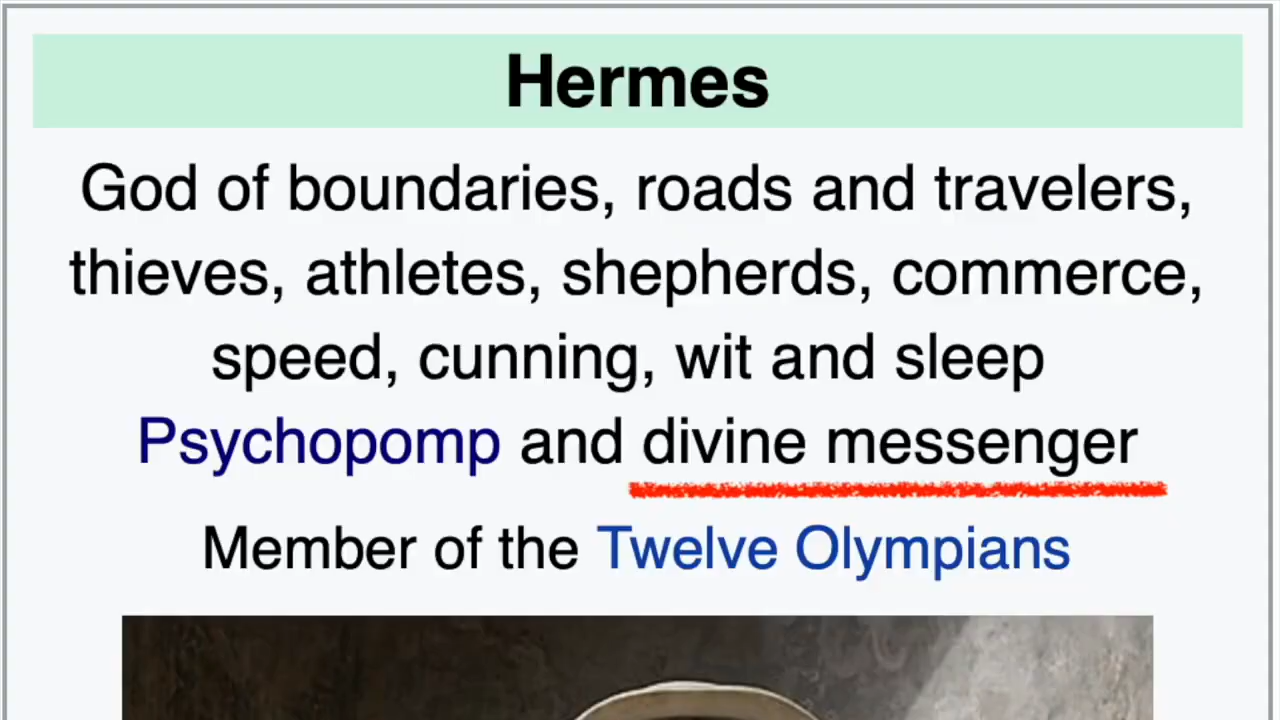 Hermes
God of boundaries, roads and travelers,
thieves, athletes, shepherds, commerce,
speed, cunning, wit and sleep
Psychopomp and divine messenger
Member of the Twelve Olympians